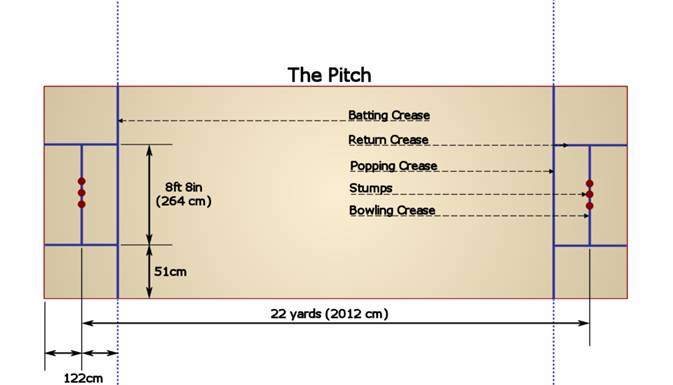 The Pitch
Batting Crease
Return Crease
Popping Crease
Stumps
Bowling Crease
8ft 8in
(264 cm)
51cm
22 yards (2012 cm)
122cm